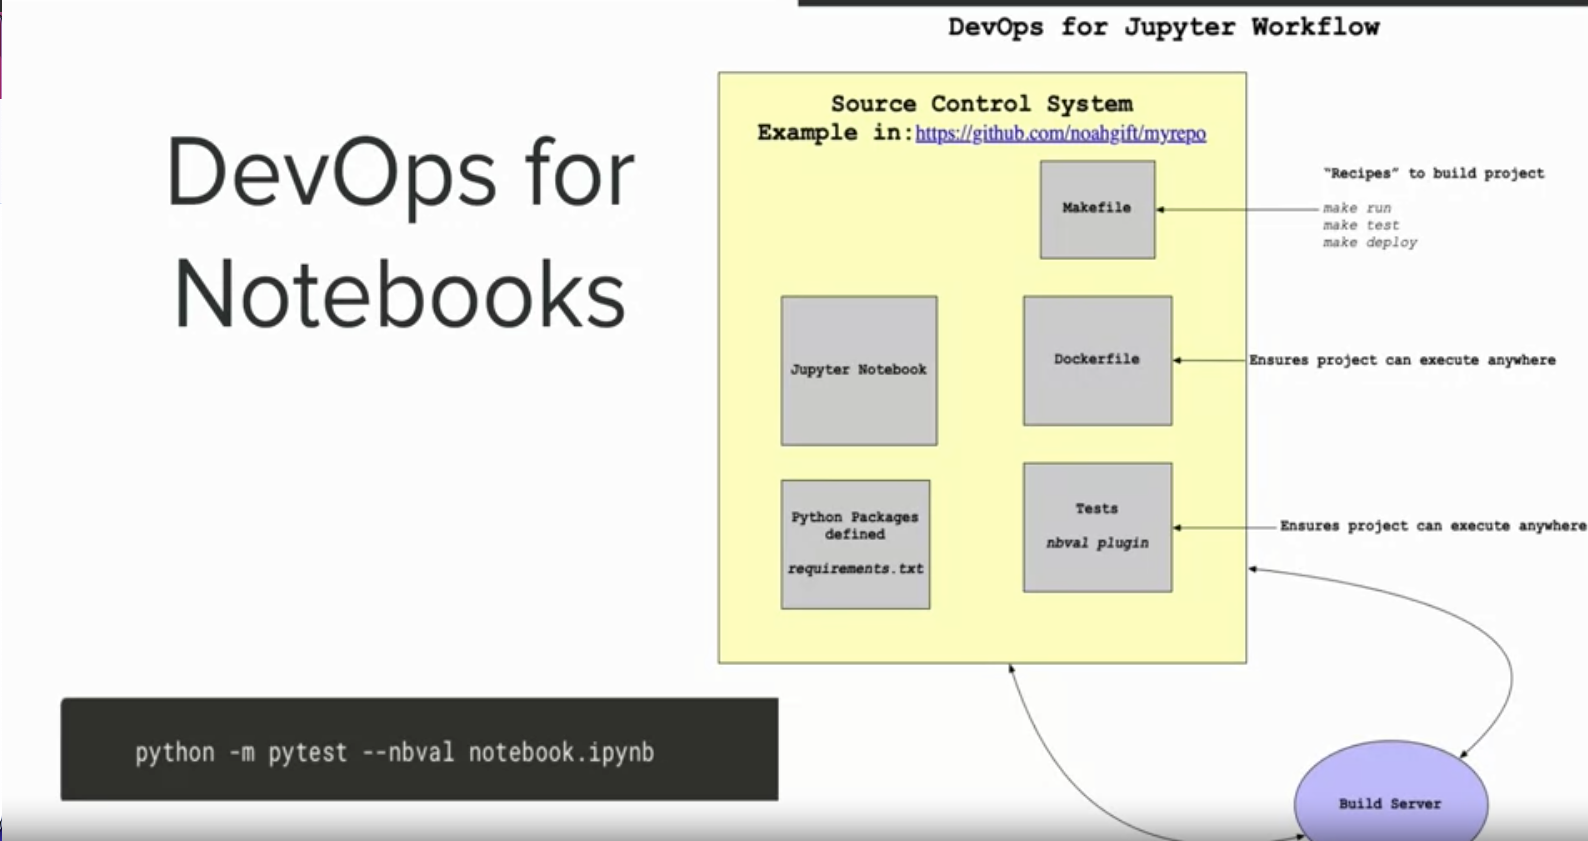 DevOps for Jupyter Workflow
DevOps for
Notebooks
Source Control System
Example in:https://github.com/noahgift/myrepo
Makefile
"Recipes" to build project
make run
make test
make deploy
Jupyter Notebook
Dockerfile
Ensures project can execute anywhere
Python Packages
defined
requirements.txt
Tests
nbval plugin
Ensures project can execute anywhere
python -m pytest --nbval notebook.ipynb
Build Server